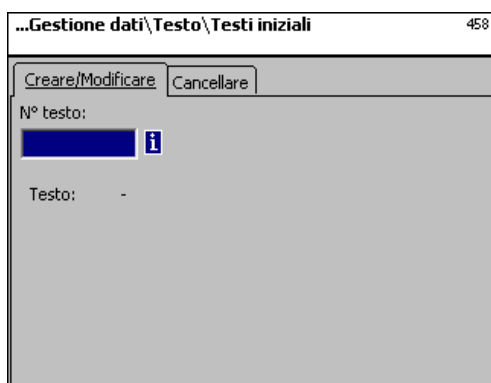 ...Gestione dati\Testo\Testi iniziali 458
Creare/Modificare Cancellare
N° testo:
i
Testo: -